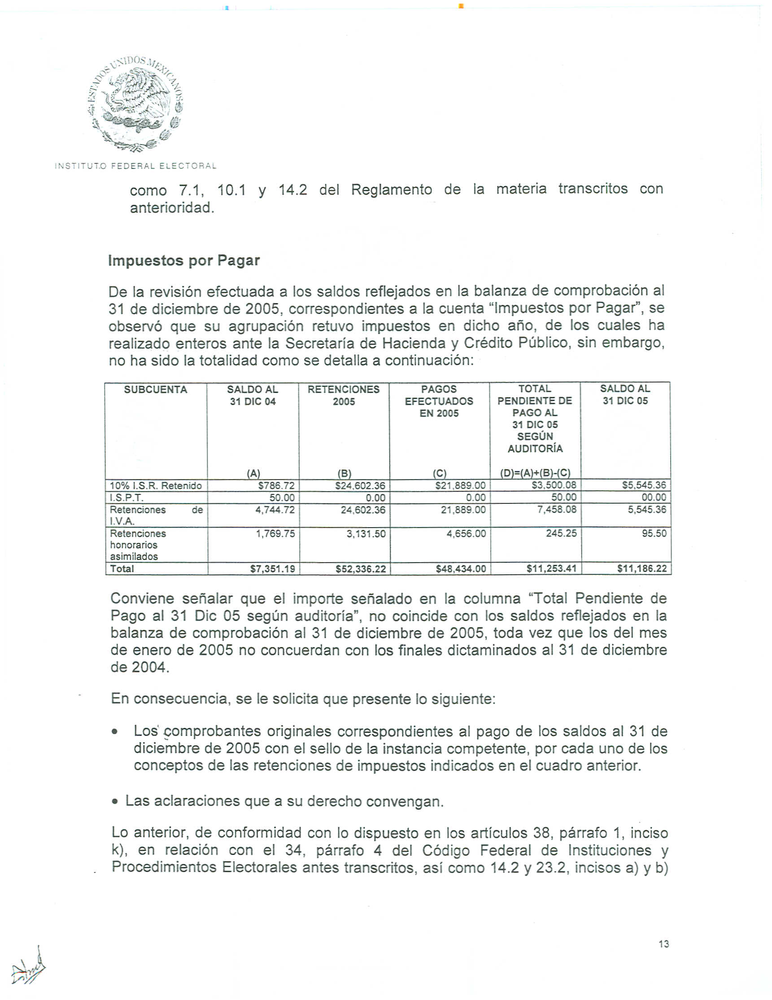 ESTADOS UNIDOS MEXICANOS
INSTITUTO FEDERAL ELECTORAL
como 7.1, 10.1 y 14.2 del Reglamento de la materia transcritos con
anterioridad.
Impuestos por Pagar
De la revisión efectuada a los saldos reflejados en la balanza de comprobación al
31 de diciembre de 2005, correspondientes a la cuenta “Impuestos por Pagar”, se
observó que su agrupación retuvo impuestos en dicho año, de los cuales ha
realizado enteros ante la Secretaría de Hacienda y Crédito Público, sin embargo,
no ha sido la totalidad como se detalla a continuación:
SUBCUENTA SALDO AL RETENCIONES PAGOS TOTAL SALDO AL
31 DIC 04 2005 EFECTUADOS PENDIENTE DE 31 DIC 05
EN 2005 PAGO AL
31 DIC 05
SEGÚN
AUDITORÍA
(A) (B) (C) (D)=(A)+(B)-(C)
10% I.S.R. Retenido $786.72 $24,602.36 $21,889.00 $3,500.08 $5,545.36
I.S.P.T. 50.00 0.00 0.00 50.00 00.00
Retenciones de 4,744.72 24,602.36 21,889.00 7,458.08 5,545.36
I.V.A.
Retenciones 1,769.75 3,131.50 4,656.00 245.25 95.50
honorarios
asimilados
Total $7,351.19 $52,336.22 $48,434.00 $11,253.41 $11,186.22
Conviene señalar que el importe señalado en la columna “Total Pendiente de
Pago al 31 Dic 05 según auditoría”, no coincide con los saldos reflejados en la
balanza de comprobación al 31 de diciembre de 2005, toda vez que los del mes
de enero de 2005 no concuerdan con los finales dictaminados al 31 de diciembre
de 2004.
En consecuencia, se le solicita que presente lo siguiente:
• Los comprobantes originales correspondientes al pago de los saldos al 31 de
diciembre de 2005 con el sello de la instancia competente, por cada uno de los
conceptos de las retenciones de impuestos indicados en el cuadro anterior.
• Las aclaraciones que a su derecho convengan.
Lo anterior, de conformidad con lo dispuesto en los artículos 38, párrafo 1, inciso
k), en relación con el 34, párrafo 4 del Código Federal de Instituciones y
Procedimientos Electorales antes transcritos, así como 14.2 y 23.2, incisos a) y b)
13